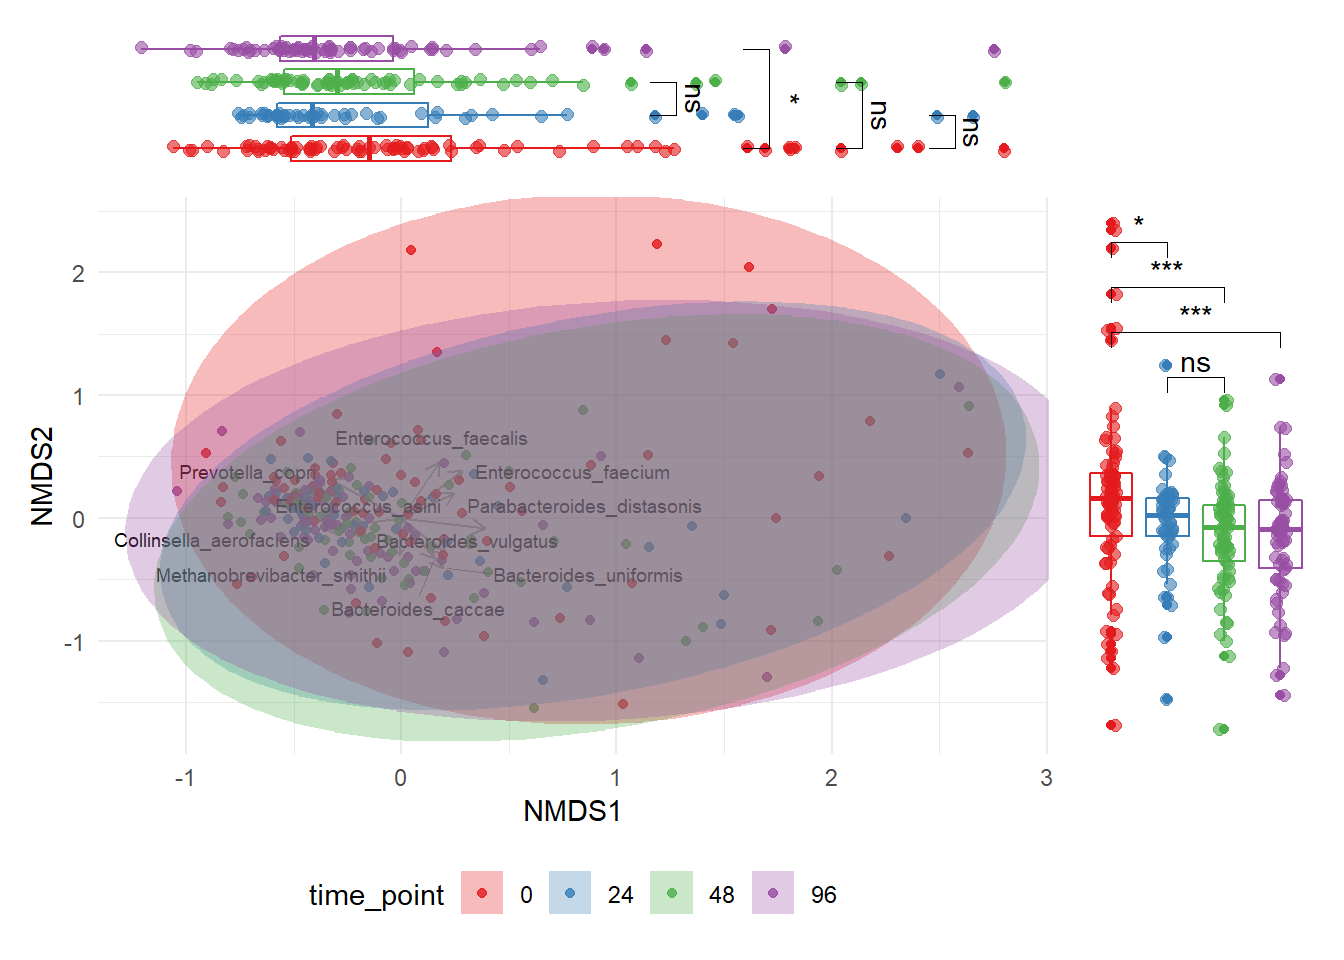 *
ns
ns
ns
*
***
***
ns
NMDS2
2
1
0
-1
Enterococcus_faecalis
Prevotella_copri
Enterococcus_faecium
Enterococcus_asini
Parabacteroides_distasonis
Collinsella_aerofaciens
Bacteroides_vulgatus
Methanobrevibacter_smithii
Bacteroides_uniformis
Bacteroides_caccae
-1 0 1 2 3
NMDS1
time_point 0 24 48 96